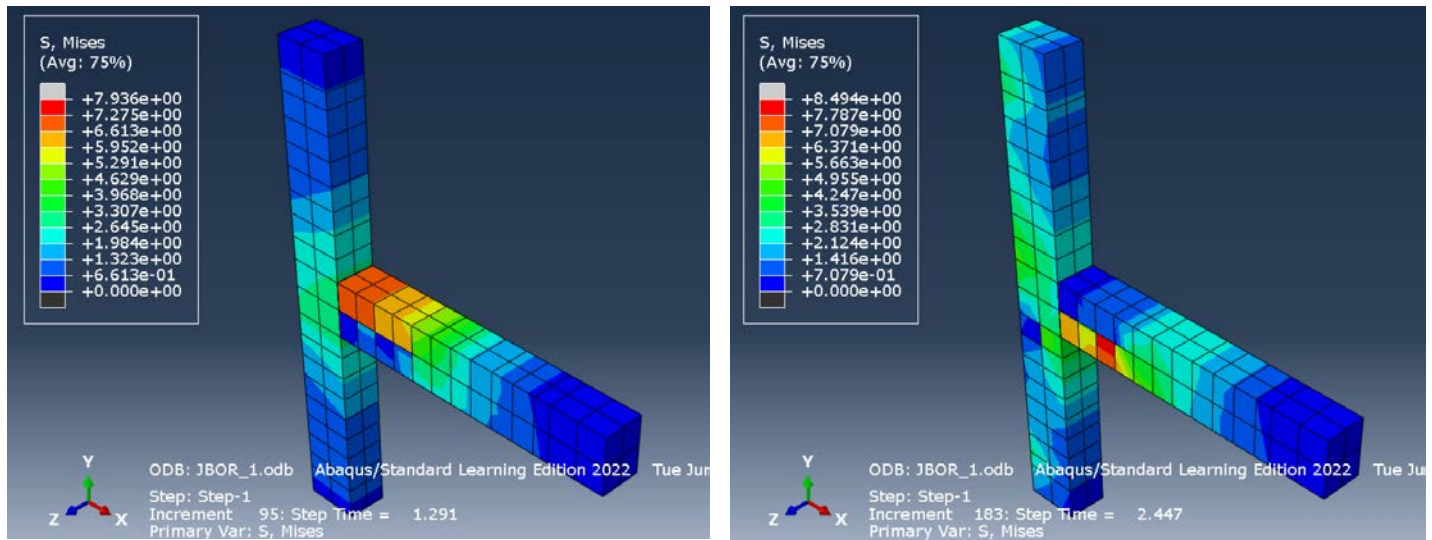 S, Mises
(Avg: 75%)
+7.936e+00
+7.275e+00
+6.613e+00
+5.952e+00
+5.291e+00
+4.629e+00
+3.968e+00
+3.307e+00
+2.645e+00
+1.984e+00
+1.323e+00
+6.613e-01
+0.000e+00
Y
Z
X
ODB: JBOR_1.odb Abaqus/Standard Learning Edition 2022 Tue Jur
Step: Step-1
Increment 95: Step Time = 1.291
Primary Var: S, Mises
S, Mises
(Avg: 75%)
+8.494e+00
+7.787e+00
+7.079e+00
+6.371e+00
+5.663e+00
+4.955e+00
+4.247e+00
+3.539e+00
+2.831e+00
+2.124e+00
+1.416e+00
+7.079e-01
+0.000e+00
Y
Z
X
ODB: JBOR_1.odb Abaqus/Standard Learning Edition 2022 Tue Jur
Step: Step-1
Increment 183: Step Time = 2.447
Primary Var: S, Mises